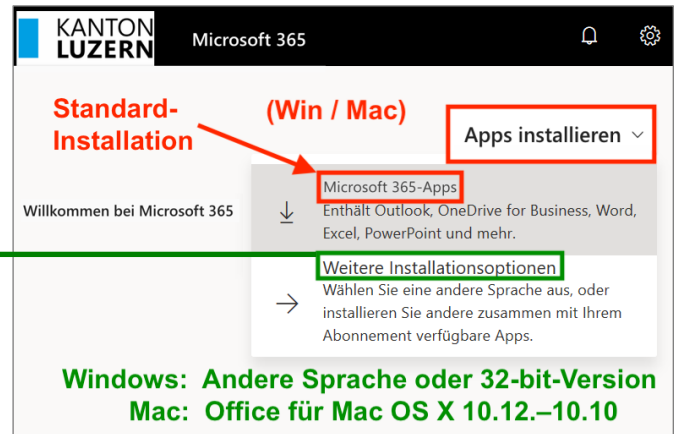 KANTON
LUZERN
Microsoft 365
Standard-
Installation
(Win / Mac)
Apps installieren
Willkommen bei Microsoft 365
Microsoft 365-Apps
Enthält Outlook, OneDrive for Business, Word,
Excel, PowerPoint und mehr.
Weitere Installationsoptionen
Wählen Sie eine andere Sprache aus, oder
installieren Sie andere zusammen mit Ihrem
Abonnement verfügbare Apps.
Windows: Andere Sprache oder 32-bit-Version
Mac: Office für Mac OS X 10.12.–10.10